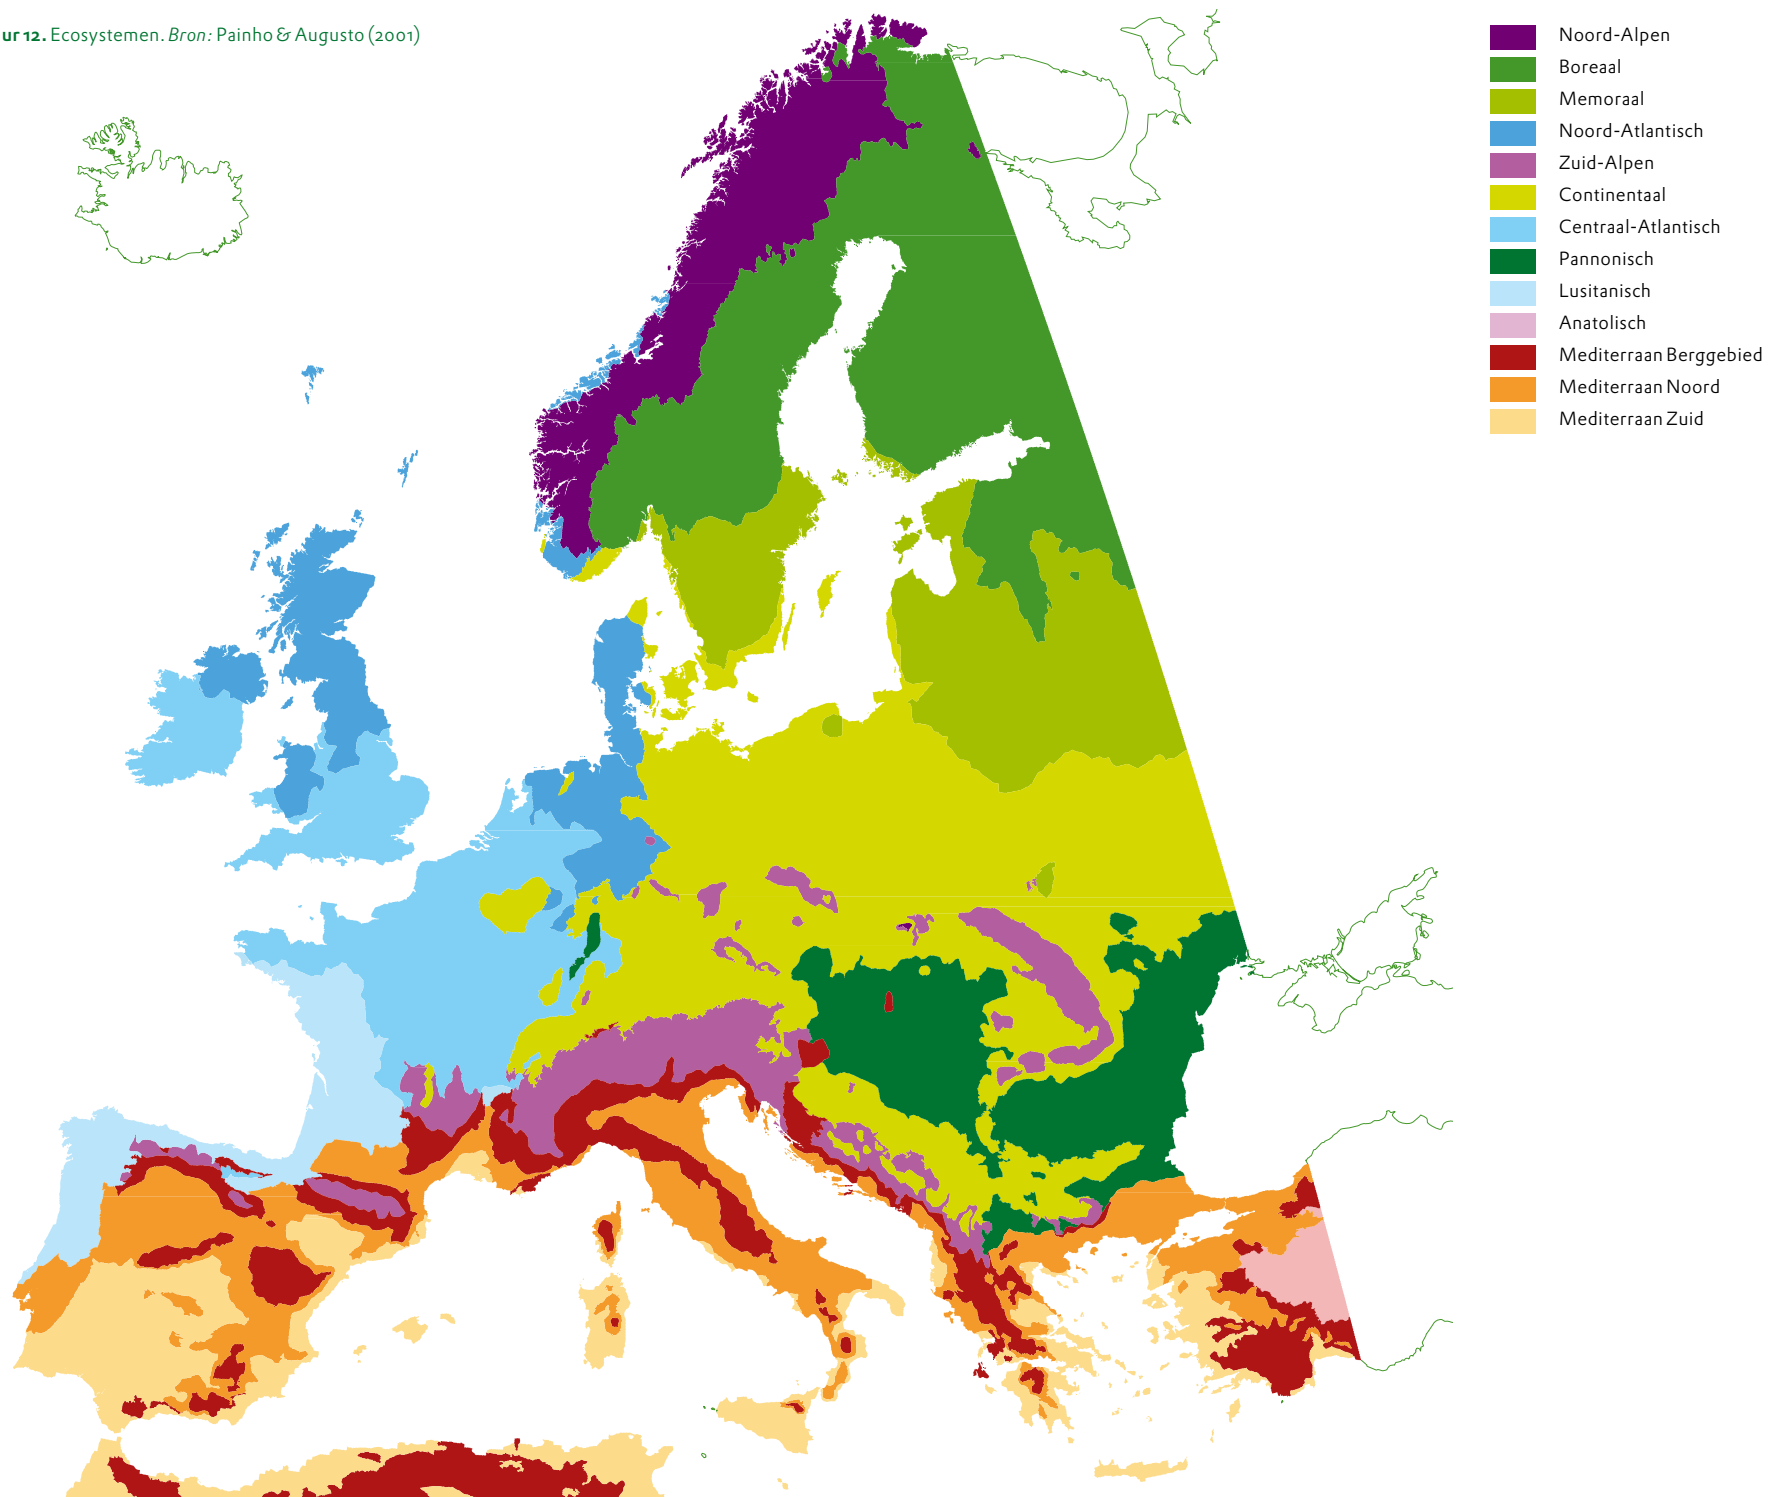 ur 12. Ecosystemen. Bron: Painho & Augusto (2001)
Noord-Alpen
Boreaal
Memoraal
Noord-Atlantisch
Zuid-Alpen
Continentaal
Centraal-Atlantisch
Pannonisch
Lusitanisch
Anatolisch
Mediterraan Berggebied
Mediterraan Noord
Mediterraan Zuid